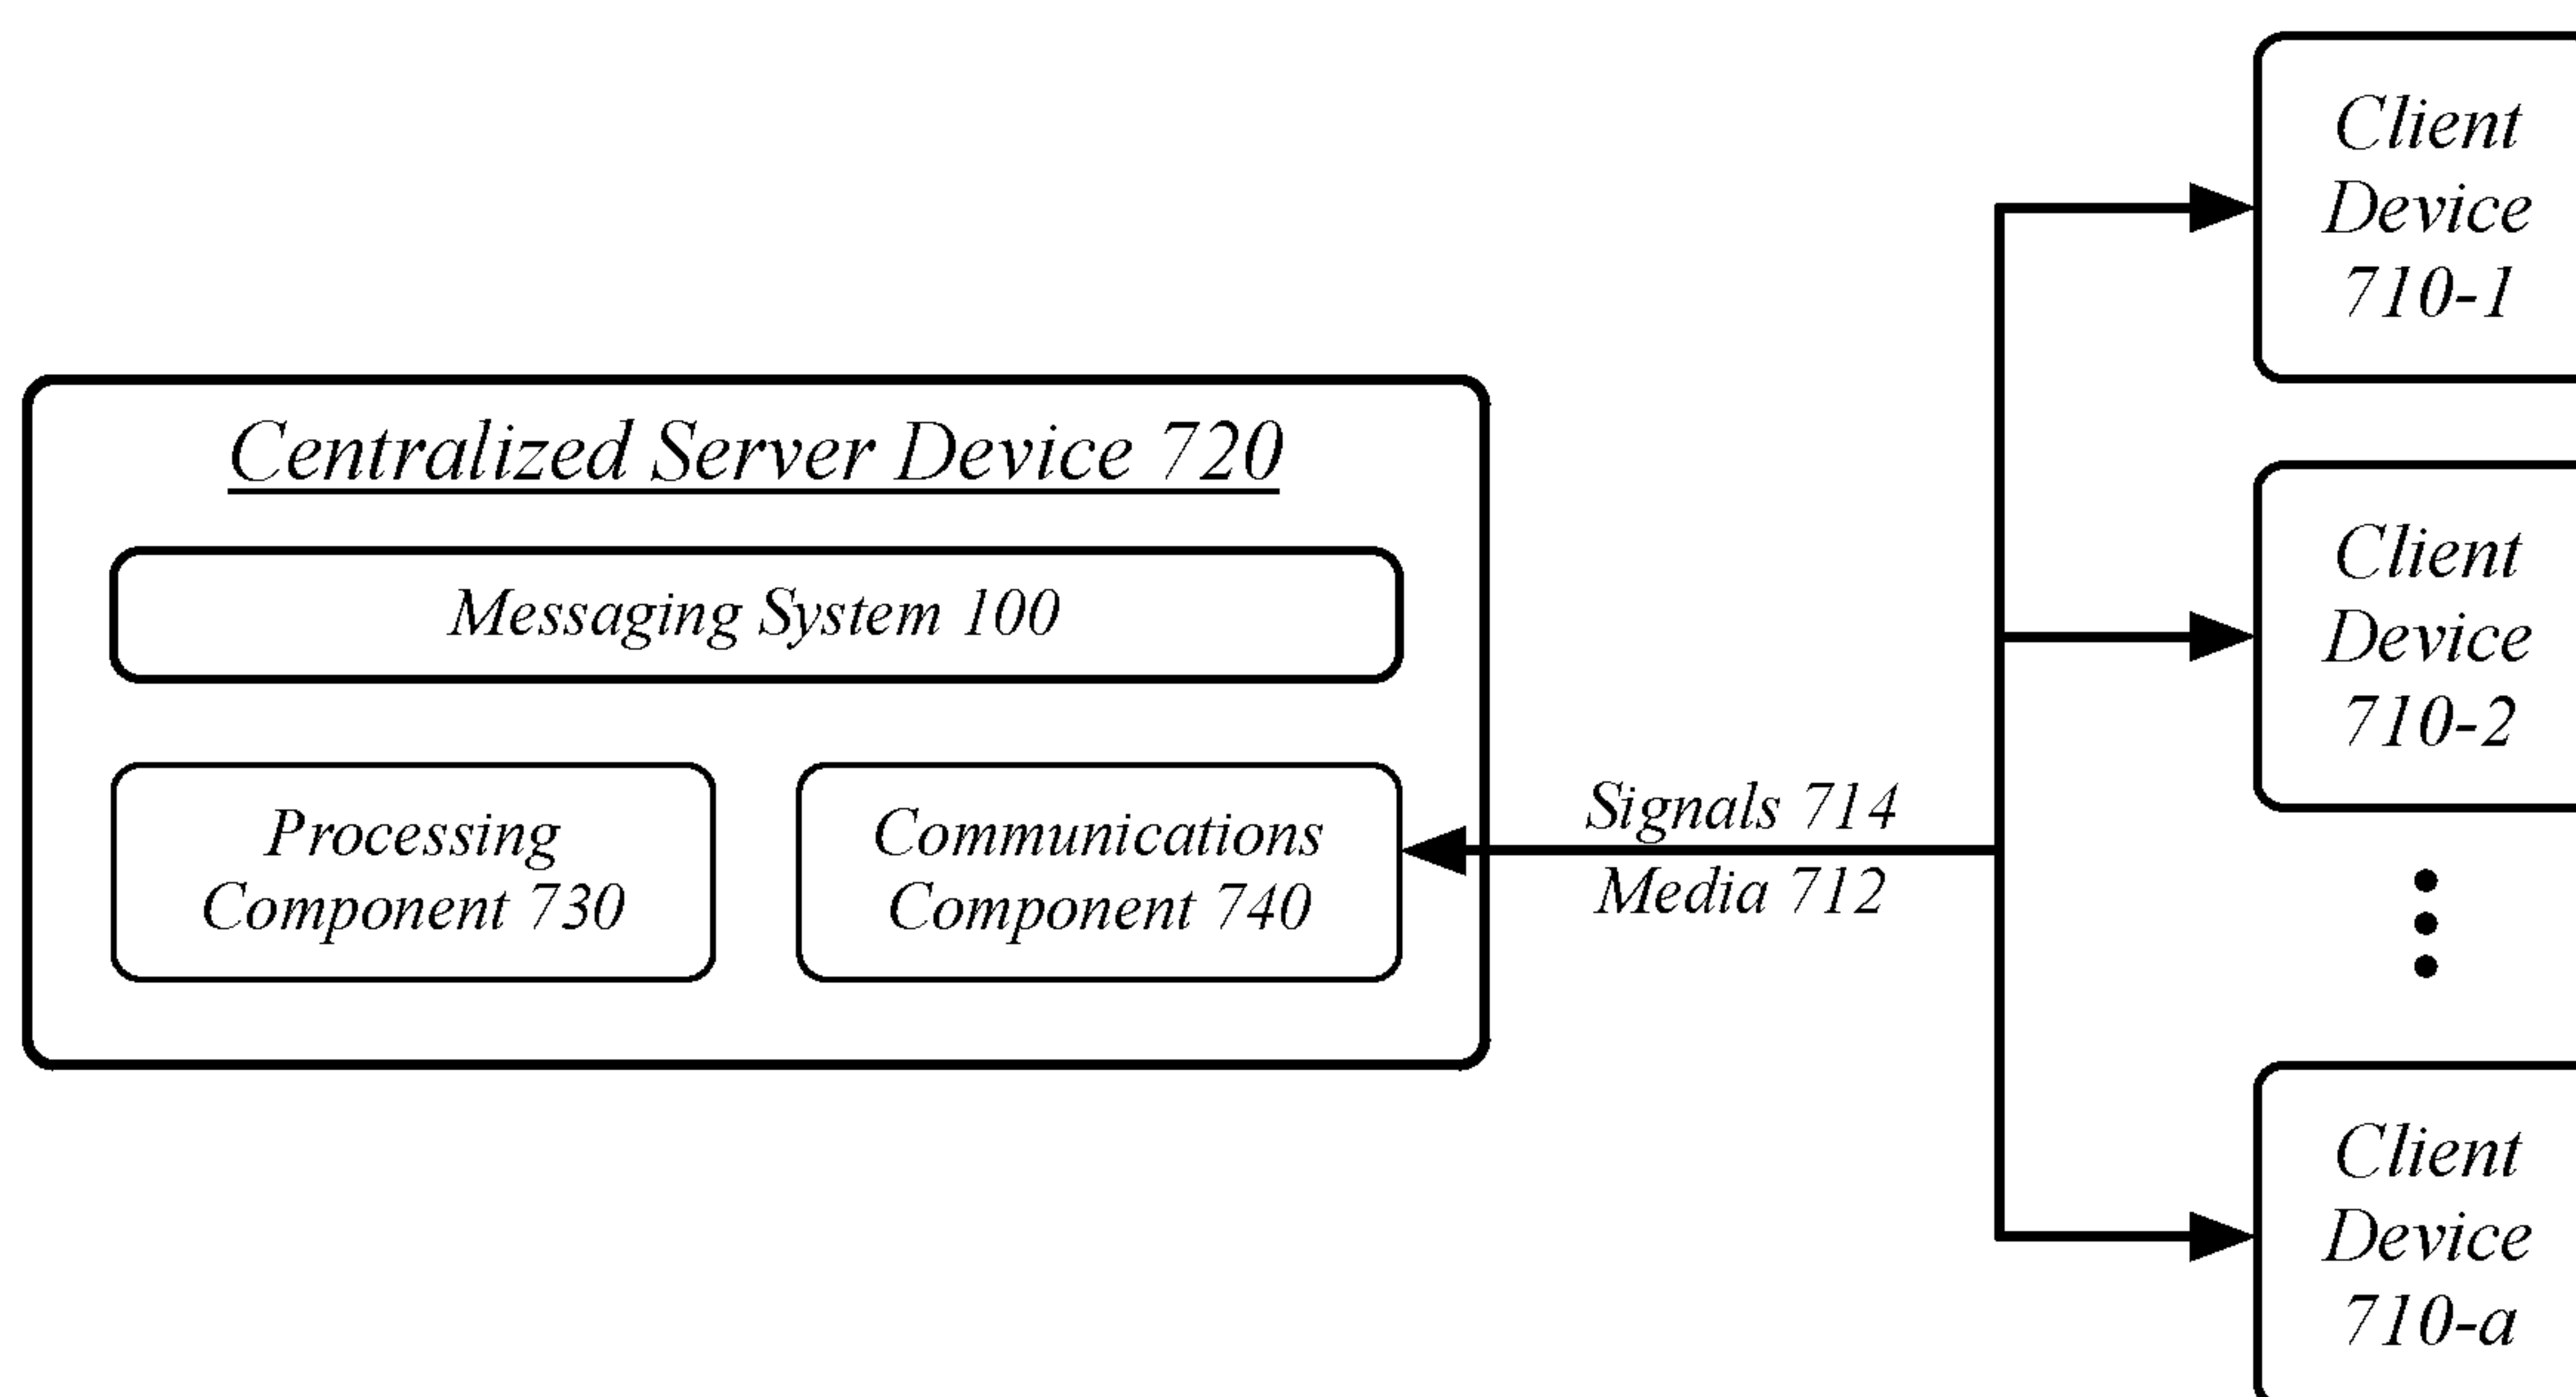 Centralized Server Device 720
Messaging System 100
Processing
Component 730
Communications
Component 740
Signals 714
Media 712
Client
Device
710-1
Client
Device
710-2
Client
Device
710-a